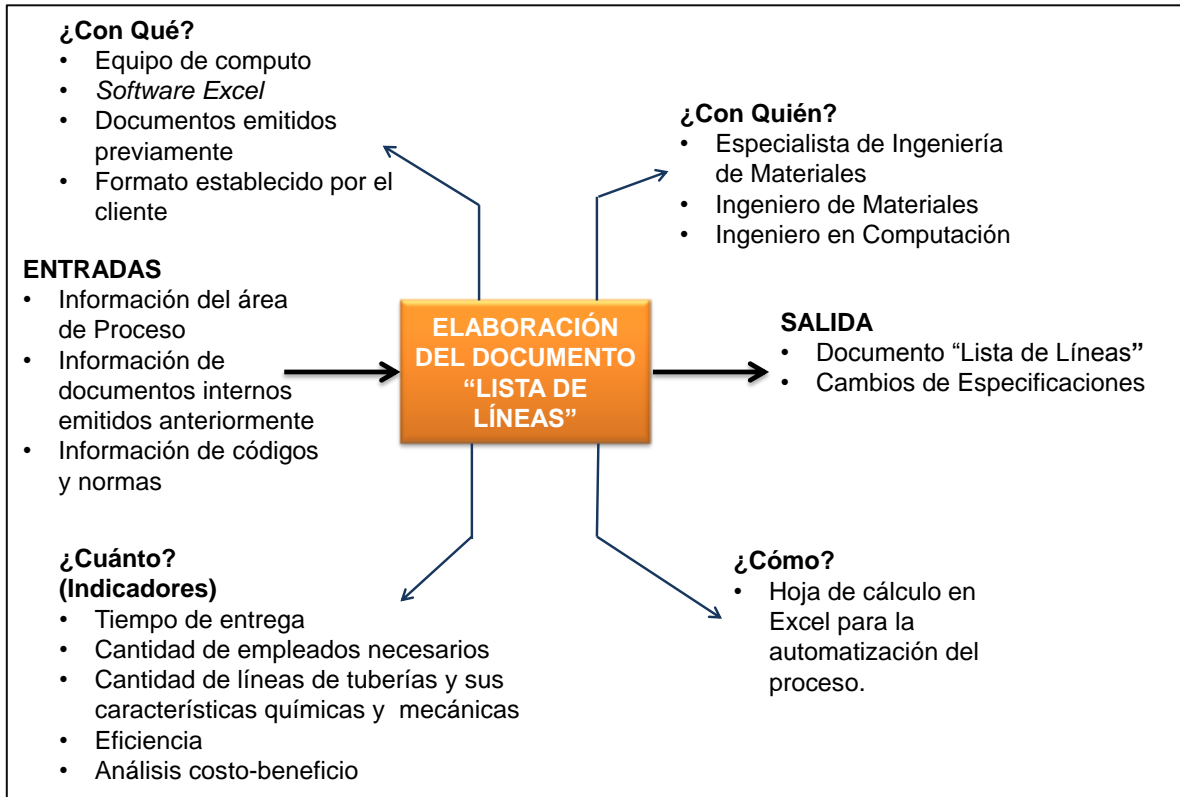 ¿Con Qué?
• Equipo de computo
• Software Excel
• Documentos emitidos
previamente
• Formato establecido por el
cliente
¿Con Quién?
• Especialista de Ingeniería
de Materiales
• Ingeniero de Materiales
• Ingeniero en Computación
ENTRADAS
• Información del área
de Proceso
• Información de
documentos internos
emitidos anteriormente
• Información de códigos
y normas
ELABORACIÓN
DEL DOCUMENTO
“LISTA DE
LÍNEAS”
SALIDA
• Documento “Lista de Líneas”
• Cambios de Especificaciones
¿Cuánto?
(Indicadores)
• Tiempo de entrega
• Cantidad de empleados necesarios
• Cantidad de líneas de tuberías y sus
características químicas y mecánicas
• Eficiencia
• Análisis costo-beneficio
¿Cómo?
• Hoja de cálculo en
Excel para la
automatización del
proceso.